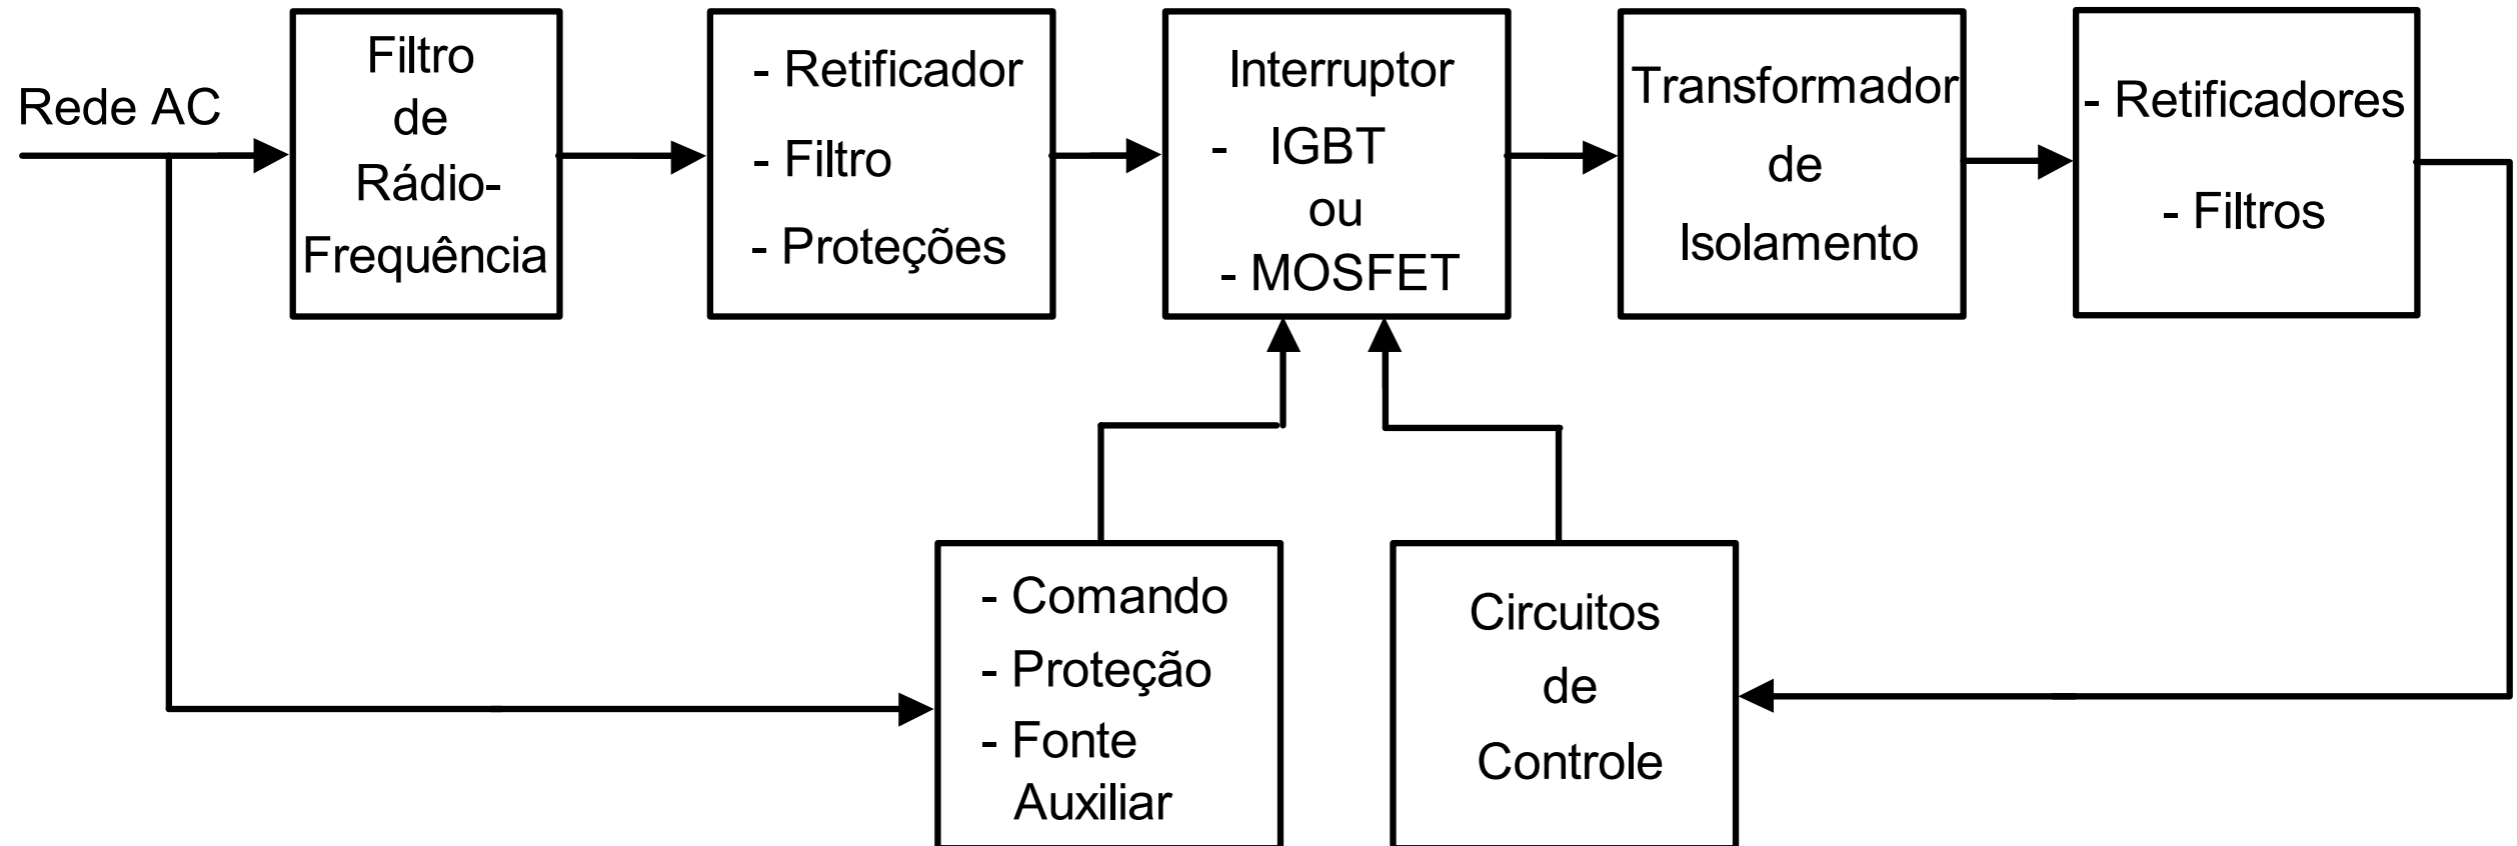 Rede AC
Filtro
de
Rádio-
Frequência
- Retificador
- Filtro
- Proteções
Interruptor
- IGBT
ou
- MOSFET
Transformador
de
Isolamento
- Retificadores
- Filtros
- Comando
- Proteção
- Fonte
Auxiliar
Circuitos
de
Controle